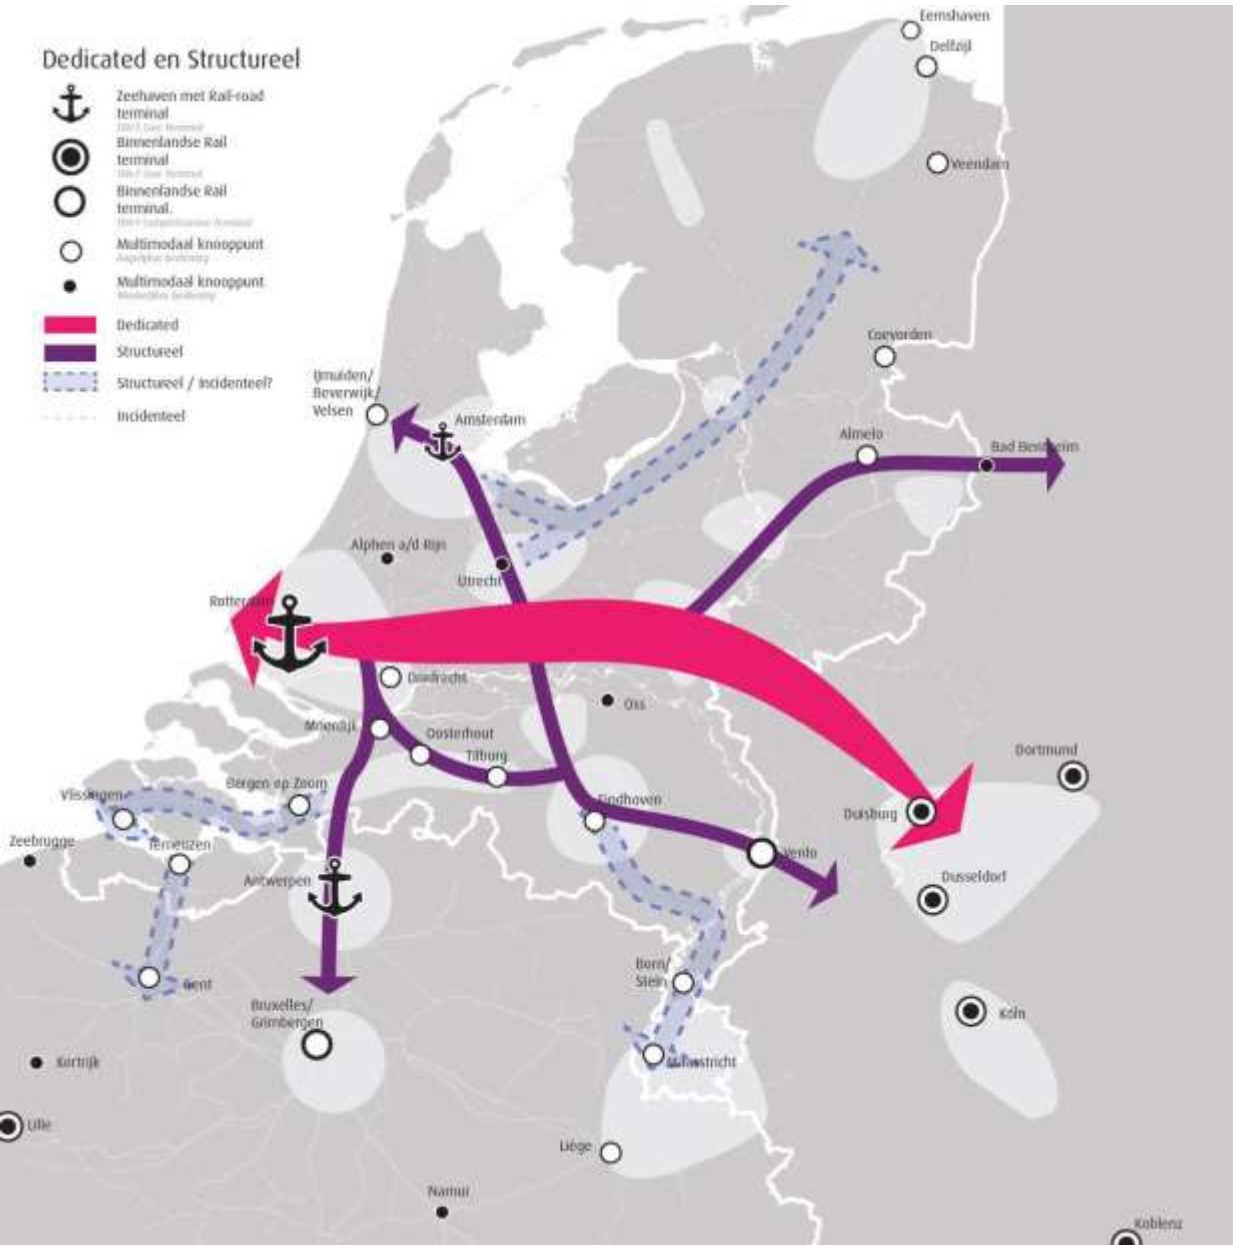 Dedicated en Structureel
Zeehaven met Rail-road
terminal
Binnenlandse Rail
terminal
Binnenlandse Rail
terminal.
Multimodaal knooppunt
Multimodaal knooppunt
Dedicated
Structureel
Structureel / Incidenteel?
Incidenteel
Eemshaven
Delfzijl
Veendam
Coevorden
IJmuiden/
Beverwijk/
Velsen
Amsterdam
Almelo
Bad Bentheim
Alphen a/d Rijn
Utrecht
Rotterdam
Dordrecht
Oss
Moerdijk
Oosterhout
Tilburg
Dortmund
Bergen op Zoom
Vlissingen
Eindhoven
Duisburg
Zeebrugge
Terneuzen
Venlo
Antwerpen
Dusseldorf
Born/
Stein
Gent
Bruxelles/
Grimbergen
Köln
Kortrijk
Maastricht
Lille
Liège
Namur
Koblenz